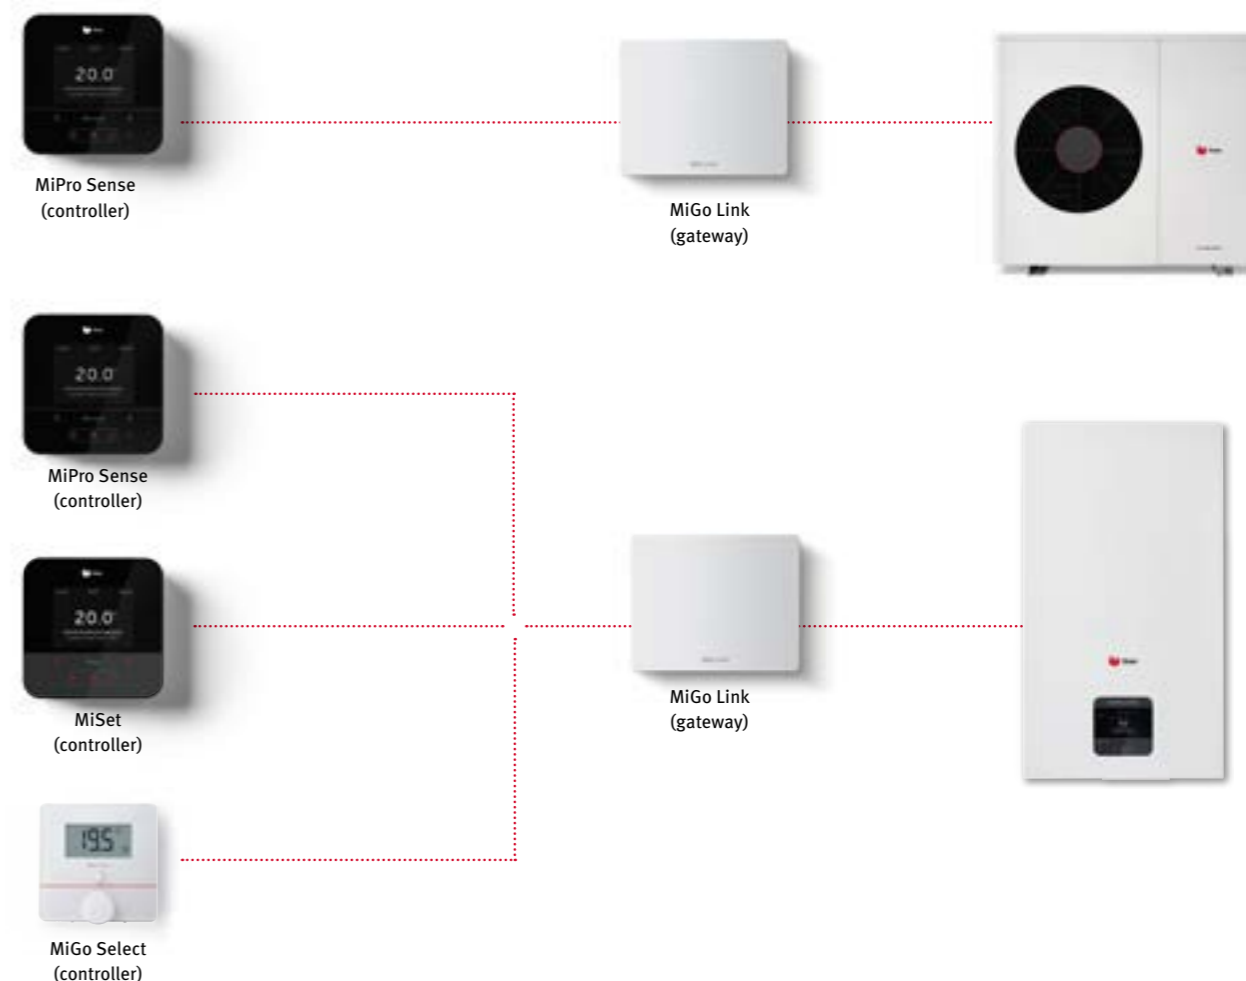 20.0°
MiPro Sense
(controller)
MiGo Link
(gateway)
20.0°
MiPro Sense
(controller)
20.0°
MiSet
(controller)
MiGo Link
(gateway)
19.5°
MiGo Select
(controller)